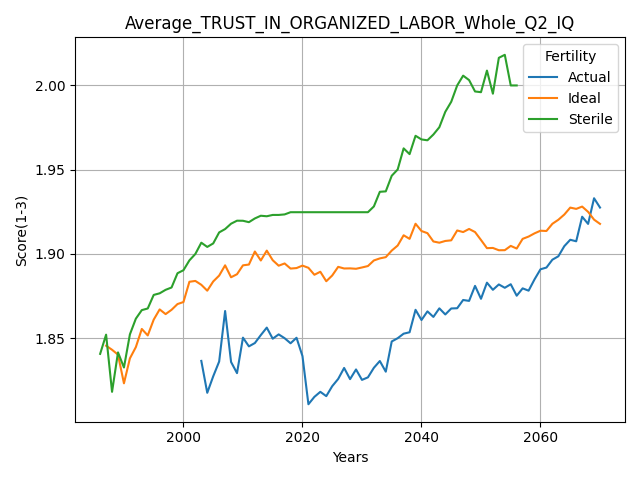 Average_TRUST_IN_ORGANIZED_LABOR_Whole_Q2_IQ
Fertility
Actual
Ideal
Sterile
Score(1-3)
2.00
1.95
1.90
1.85
2000
2020
2040
2060
Years